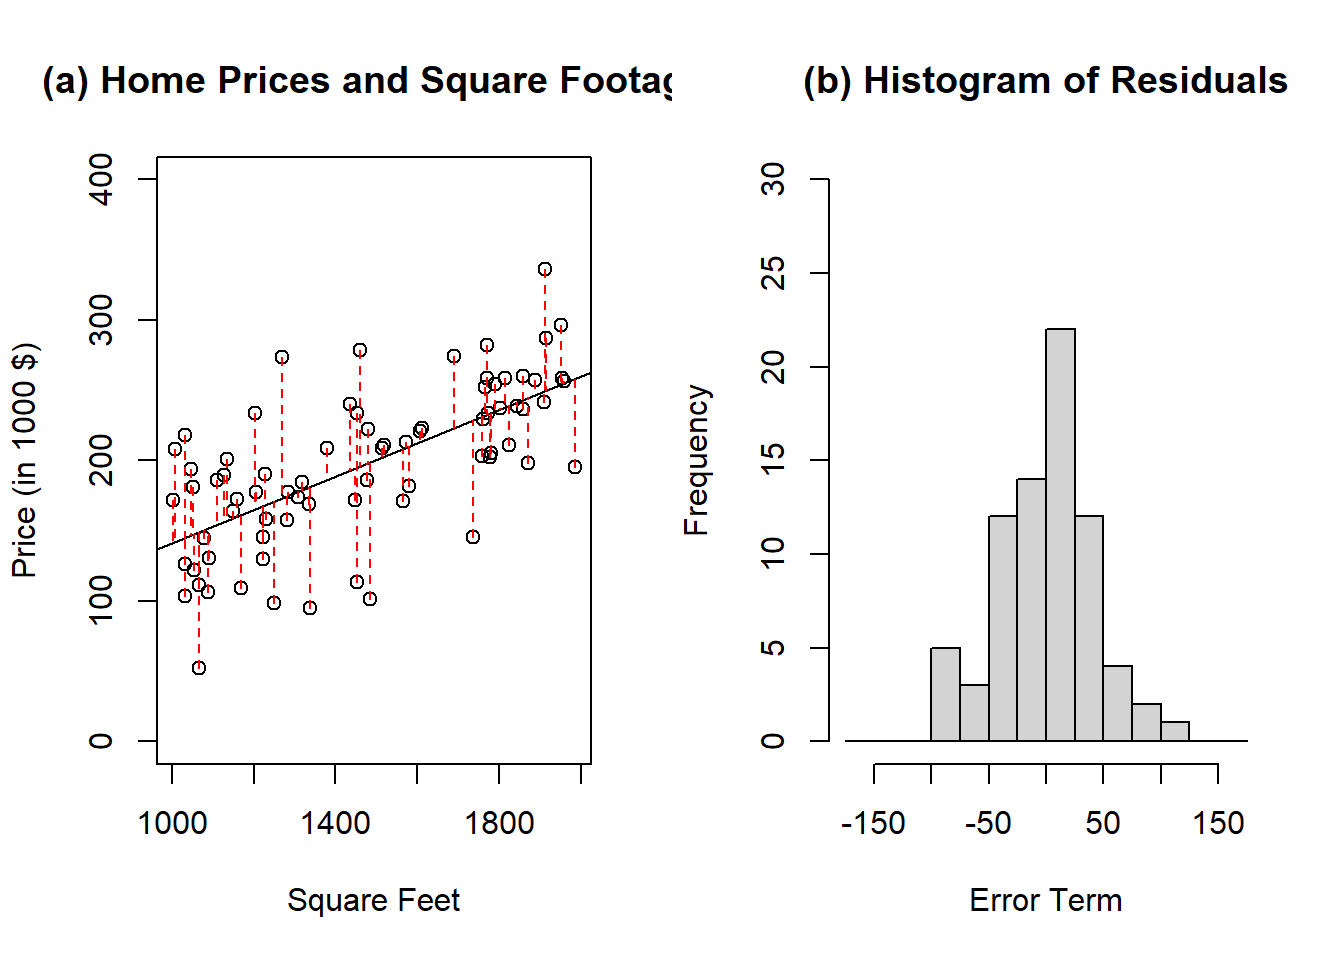 (a) Home Prices and Square Footag
Price (in 1000 $)
400
300
200
100
0
1000 1400 1800
Square Feet
(b) Histogram of Residuals
Frequency
30
25
20
15
10
5
0
-150 -50 50 150
Error Term